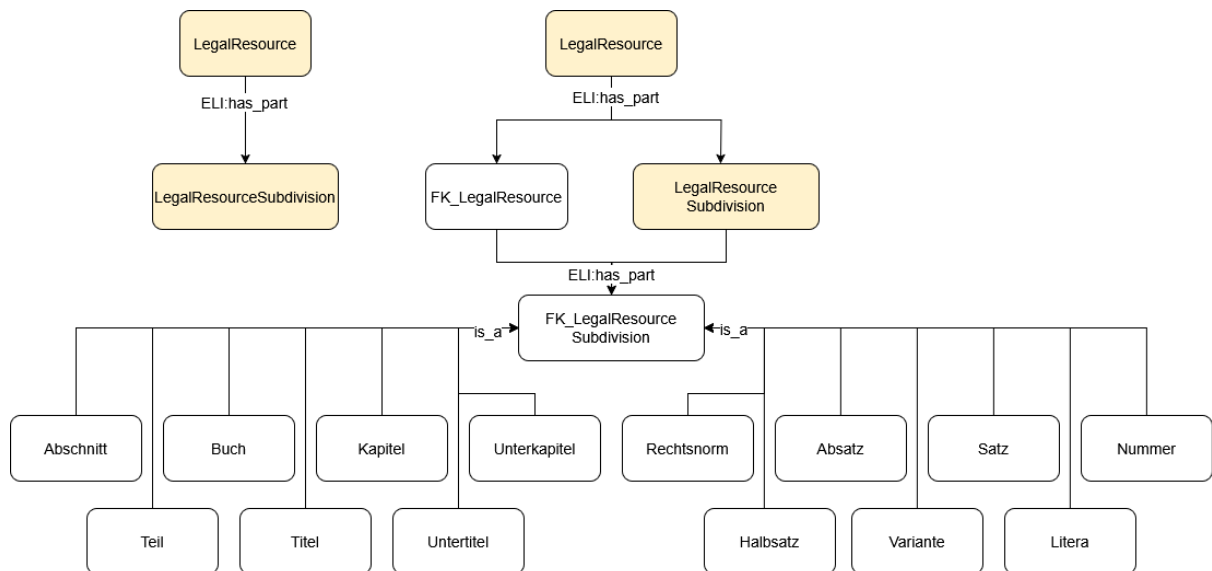 LegalResource
LegalResource
ELI:has_part
ELI:has_part
LegalResourceSubdivision
FK_LegalResource
LegalResource
Subdivision
ELI:has_part
FK_LegalResource
Subdivision
is_a
is_a
Abschnitt
Buch
Kapitel
Unterkapitel
Rechtsnorm
Absatz
Satz
Nummer
Teil
Titel
Untertitel
Halbsatz
Variante
Litera